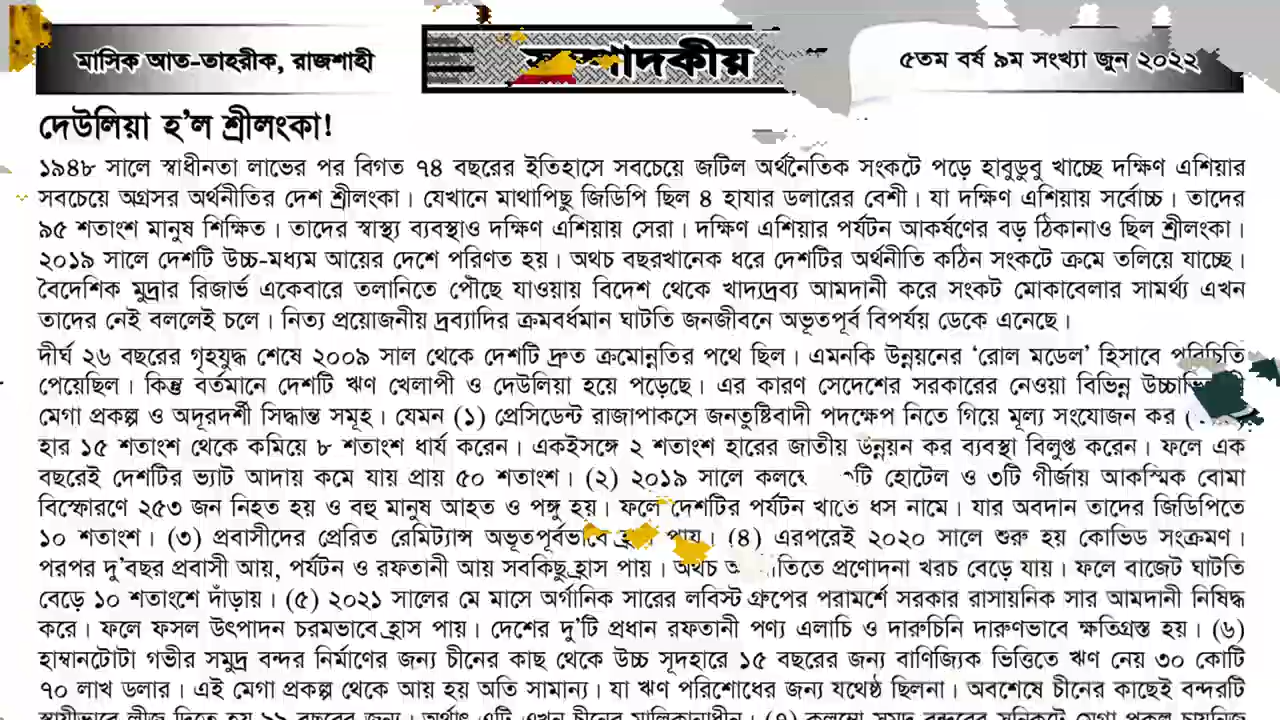 মাসিক আত-তাহরীক, রাজশাহী
৫তম বর্ষ ৯ম সংখ্যা জুন ২০২২
দেউলিয়া হ'ল শ্রীলংকা!
১৯৪৮ সালে স্বাধীনতা লাভের পর বিগত ৭৪ বছরের ইতিহাসে সবচেয়ে জটিল অর্থনৈতিক সংকটে পড়ে হাবুডুবু খাচ্ছে দক্ষিণ এশিয়ার
সবচেয়ে অগ্রসর অর্থনীতির দেশ শ্রীলংকা। যেখানে মাথাপিছু জিডিপি ছিল ৪ হাযার ডলারের বেশী। যা দক্ষিণ এশিয়ায় সর্বোচ্চ। তাদের
৯৫ শতাংশ মানুষ শিক্ষিত। তাদের স্বাস্থ্য ব্যবস্থাও দক্ষিণ এশিয়ায় সেরা। দক্ষিণ এশিয়ার পর্যটন আকর্ষণের বড় ঠিকানাও ছিল শ্রীলংকা।
২০১৯ সালে দেশটি উচ্চ-মধ্যম আয়ের দেশে পরিণত হয়। অথচ বছরখানেক ধরে দেশটির অর্থনীতি কঠিন সংকটে ক্রমে তলিয়ে যাচ্ছে।
বৈদেশিক মুদ্রার রিজার্ভ একেবারে তলানিতে পৌছে যাওয়ায় বিদেশ থেকে খাদ্যদ্রব্য আমদানী করে সংকট মোকাবেলার সামর্থ্য এখন
তাদের নেই বললেই চলে। নিত্য প্রয়োজনীয় দ্রব্যাদির ক্রমবর্ধমান ঘাটতি জনজীবনে অভূতপূর্ব বিপর্যয় ডেকে এনেছে।
দীর্ঘ ২৬ বছরের গৃহযুদ্ধ শেষে ২০০৯ সাল থেকে দেশটি দ্রুত ক্রমোন্নতির পথে ছিল। এমনকি উন্নয়নের 'রোল মডেল' হিসাবে পরিচিতি
পেয়েছিল। কিন্তু বর্তমানে দেশটি ঋণ খেলাপী ও দেউলিয়া হয়ে পড়েছে। এর কারণ সেদেশের সরকারের নেওয়া বিভিন্ন
মেগা প্রকল্প ও অদূরদর্শী সিদ্ধান্ত সমূহ। যেমন (১) প্রেসিডেন্ট রাজাপাকসে জনতুষ্টিবাদী পদক্ষেপ নিতে গিয়ে মূল্য সংযোজন কর
হার ১৫ শতাংশ থেকে কমিয়ে ৮ শতাংশ ধার্য করেন। একইসঙ্গে ২ শতাংশ হারের জাতীয় উন্নয়ন কর ব্যবস্থা বিলুপ্ত করেন। ফলে এক
বছরেই দেশটির ভ্যাট আদায় কমে যায় প্রায় ৫০ শতাংশ। (২) ২০১৯ সালে হোটেল ও ৩টি গীর্জায় আকস্মিক বোমা
বিস্ফোরণে ২৫৩ জন নিহত হয় ও বহু মানুষ আহত ও পঙ্গু হয়। ফলে দেশটির পর্যটন খাতে ধস নামে। যার অবদান তাদের জিডিপিতে
১০ শতাংশ। (৩) প্রবাসীদের প্রেরিত রেমিট্যান্স অভূতপূর্বভাবে হ্রাস পায়। (৪) এরপরেই ২০২০ সালে শুরু হয় কোভিড সংক্রমণ।
পরপর দু'বছর প্রবাসী আয়, পর্যটন ও রফতানী আয় সবকিছু হ্রাস পায়। অথচ প্রণোদনা খরচ বেড়ে যায়। ফলে বাজেট ঘাটতি
বেড়ে ১০ শতাংশে দাঁড়ায়। (৫) ২০২১ সালের মে মাসে অর্গানিক সারের লবিস্ট গ্রুপের পরামর্শে সরকার রাসায়নিক সার আমদানী নিষিদ্ধ
করে। ফলে ফসল উৎপাদন চরমভাবে হ্রাস পায়। দেশের দু'টি প্রধান রফতানী পণ্য এলাচি ও দারুচিনি দারুণভাবে ক্ষতিগ্রস্ত হয়। (৬)
হাম্বানটোটা গভীর সমুদ্র বন্দর নির্মাণের জন্য চীনের কাছ থেকে উচ্চ সূদহারে ১৫ বছরের জন্য বাণিজ্যিক ভিত্তিতে ঋণ নেয় ৩০ কোটি
৭০ লাখ ডলার। এই মেগা প্রকল্প থেকে আয় হয় অতি সামান্য। যা ঋণ পরিশোধের জন্য যথেষ্ঠ ছিলনা। অবশেষে চীনের কাছেই বন্দরটি